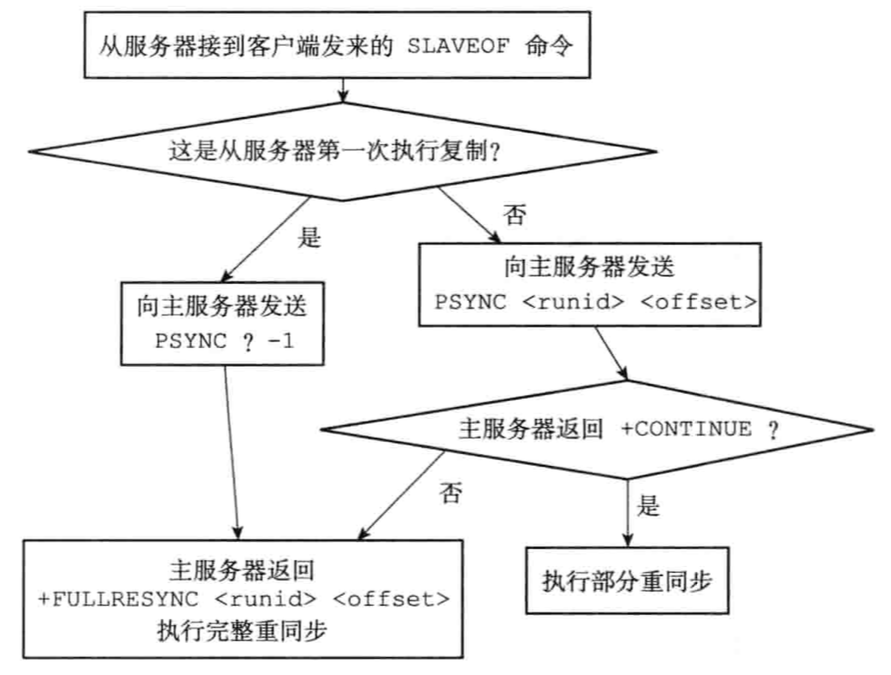 从服务器接到客户端发来的 SLAVEOF 命令
这是从服务器第一次执行复制?
是
否
向主服务器发送
PSYNC ? -1
向主服务器发送
PSYNC <runid> <offset>
主服务器返回 +CONTINUE ?
否
是
主服务器返回
+FULLRESYNC <runid> <offset>
执行完整重同步
执行部分重同步